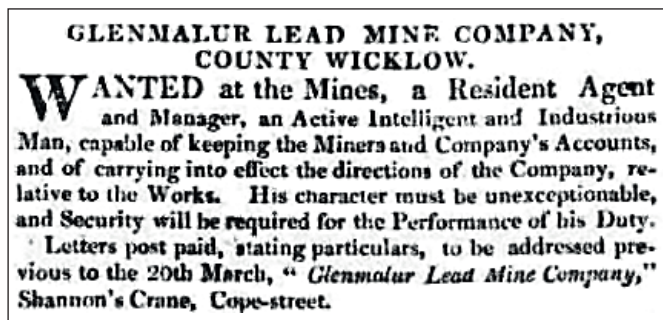 GLENMALUR LEAD MINE COMPANY,
COUNTY WICKLOW.
WANTED at the Mines, a Resident Agent
and Manager, an Active Intelligent and Industrious
Man, capable of keeping the Miners and Company's Accounts,
and of carrying into effect the directions of the Company, re-
lative to the Works. His character must be unexceptionable,
and Security will be required for the Performance of his Duty.
Letters post paid, stating particulars, to be addressed pre-
vious to the 20th March, "Glenmalur Lead Mine Company,"
Shannon's Crane, Cope-street.